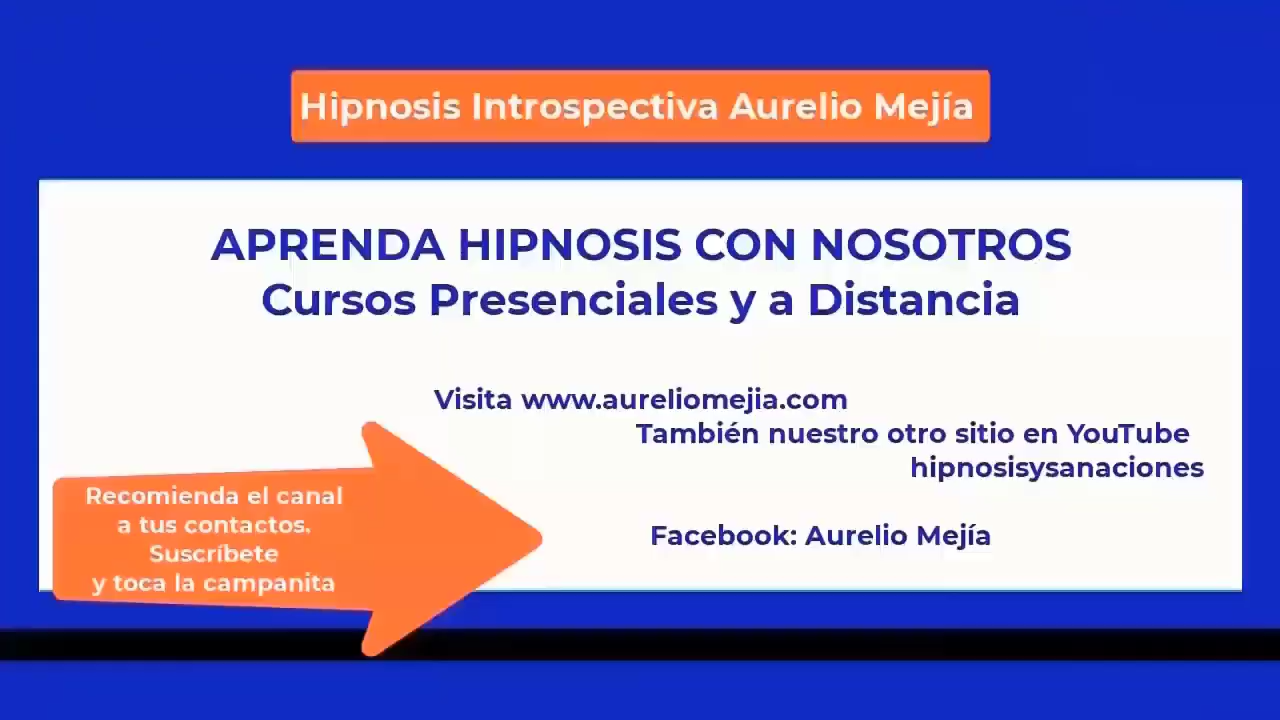 Hipnosis Introspectiva Aurelio Mejía
APRENDA HIPNOSIS CON NOSOTROS
Cursos Presenciales y a Distancia
Visita www.aureliomejia.com
También nuestro otro sitio en YouTube
hipnosisysanaciones
Facebook: Aurelio Mejía
Recomienda el canal
a tus contactos.
Suscríbete
y toca la campanita